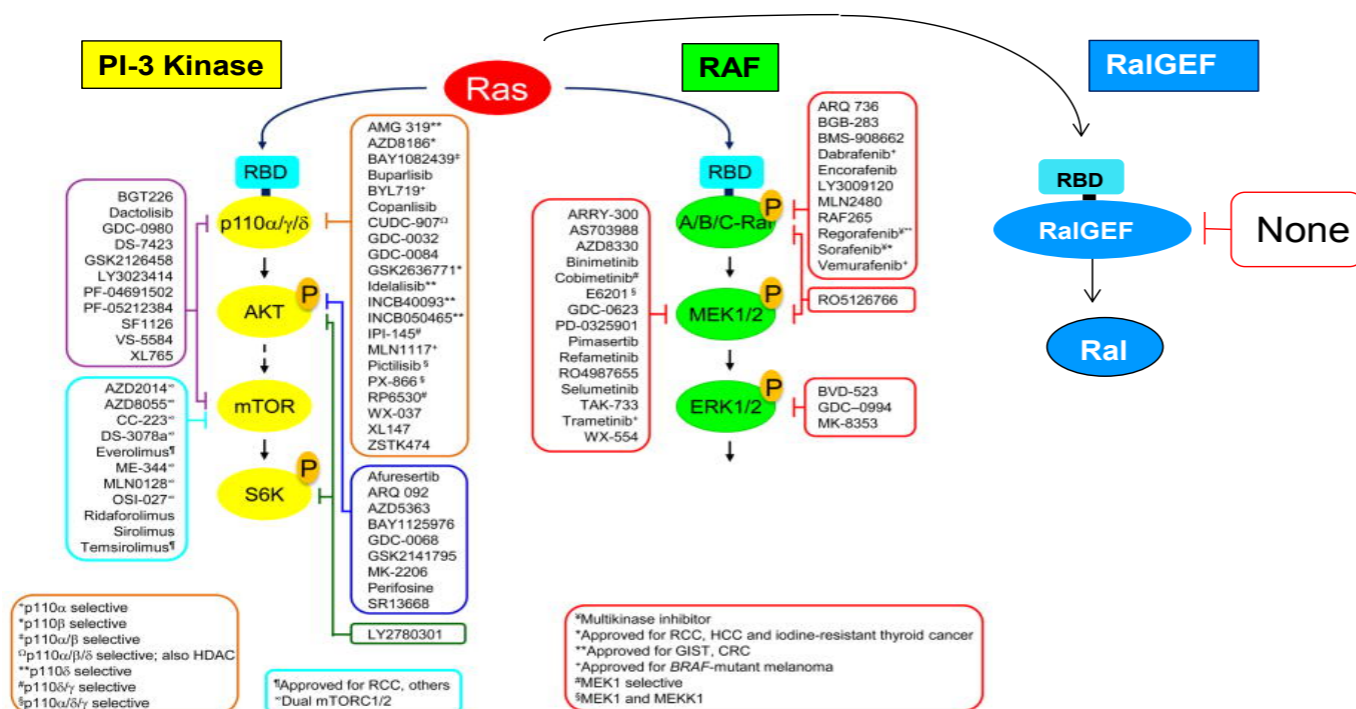 PI-3 Kinase
RAF
RalGEF
Ras
RBD
p110α/γ/δ
AKT
P
mTOR
S6K
P
BGT226
Dactolisib
GDC-0980
DS-7423
GSK2126458
LY3023414
PF-04691502
PF-05212384
SF1126
VS-5584
XL765
AZD2014⁼
AZD8055⁼
CC-223⁼
DS-3078a⁼
Everolimus¶
ME-344⁼
MLN0128⁼
OSI-027⁼
Ridaforolimus
Sirolimus
Temsirolimus¶
AMG 319**
AZD8186*
BAY1082439‡
Buparlisib
BYL719⁺
Copanlisib
CUDC-907Ω
GDC-0032
GDC-0084
GSK2636771*
Idelalisib**
INCB40093**
INCB050465**
IPI-145#
MLN1117⁺
Pictilisib§
PX-866§
RP6530#
WX-037
XL147
ZSTK474
Afuresertib
ARQ 092
AZD5363
BAY1125976
GDC-0068
GSK2141795
MK-2206
Perifosine
SR13668
LY2780301
RBD
A/B/C-Raf
P
MEK1/2
P
ERK1/2
P
ARRY-300
AS703988
AZD8330
Binimetinib
Cobimetinib#
E6201§
GDC-0623
PD-0325901
Pimasertib
Refametinib
RO4987655
Selumetinib
TAK-733
Trametinib⁺
WX-554
ARQ 736
BGB-283
BMS-908662
Dabrafenib⁺
Encorafenib
LY3009120
MLN2480
RAF265
Regorafenib¥**
Sorafenib¥*
Vemurafenib⁺
RO5126766
BVD-523
GDC–0994
MK-8353
RBD
RalGEF
Ral
None
⁺p110α selective
*p110β selective
‡p110α/β selective
Ωp110α/β/δ selective; also HDAC
**p110δ selective
#p110δ/γ selective
§p110α/δ/γ selective
¶Approved for RCC, others
⁼Dual mTORC1/2
¥Multikinase inhibitor
*Approved for RCC, HCC and iodine-resistant thyroid cancer
**Approved for GIST, CRC
⁺Approved for BRAF-mutant melanoma
#MEK1 selective
§MEK1 and MEKK1